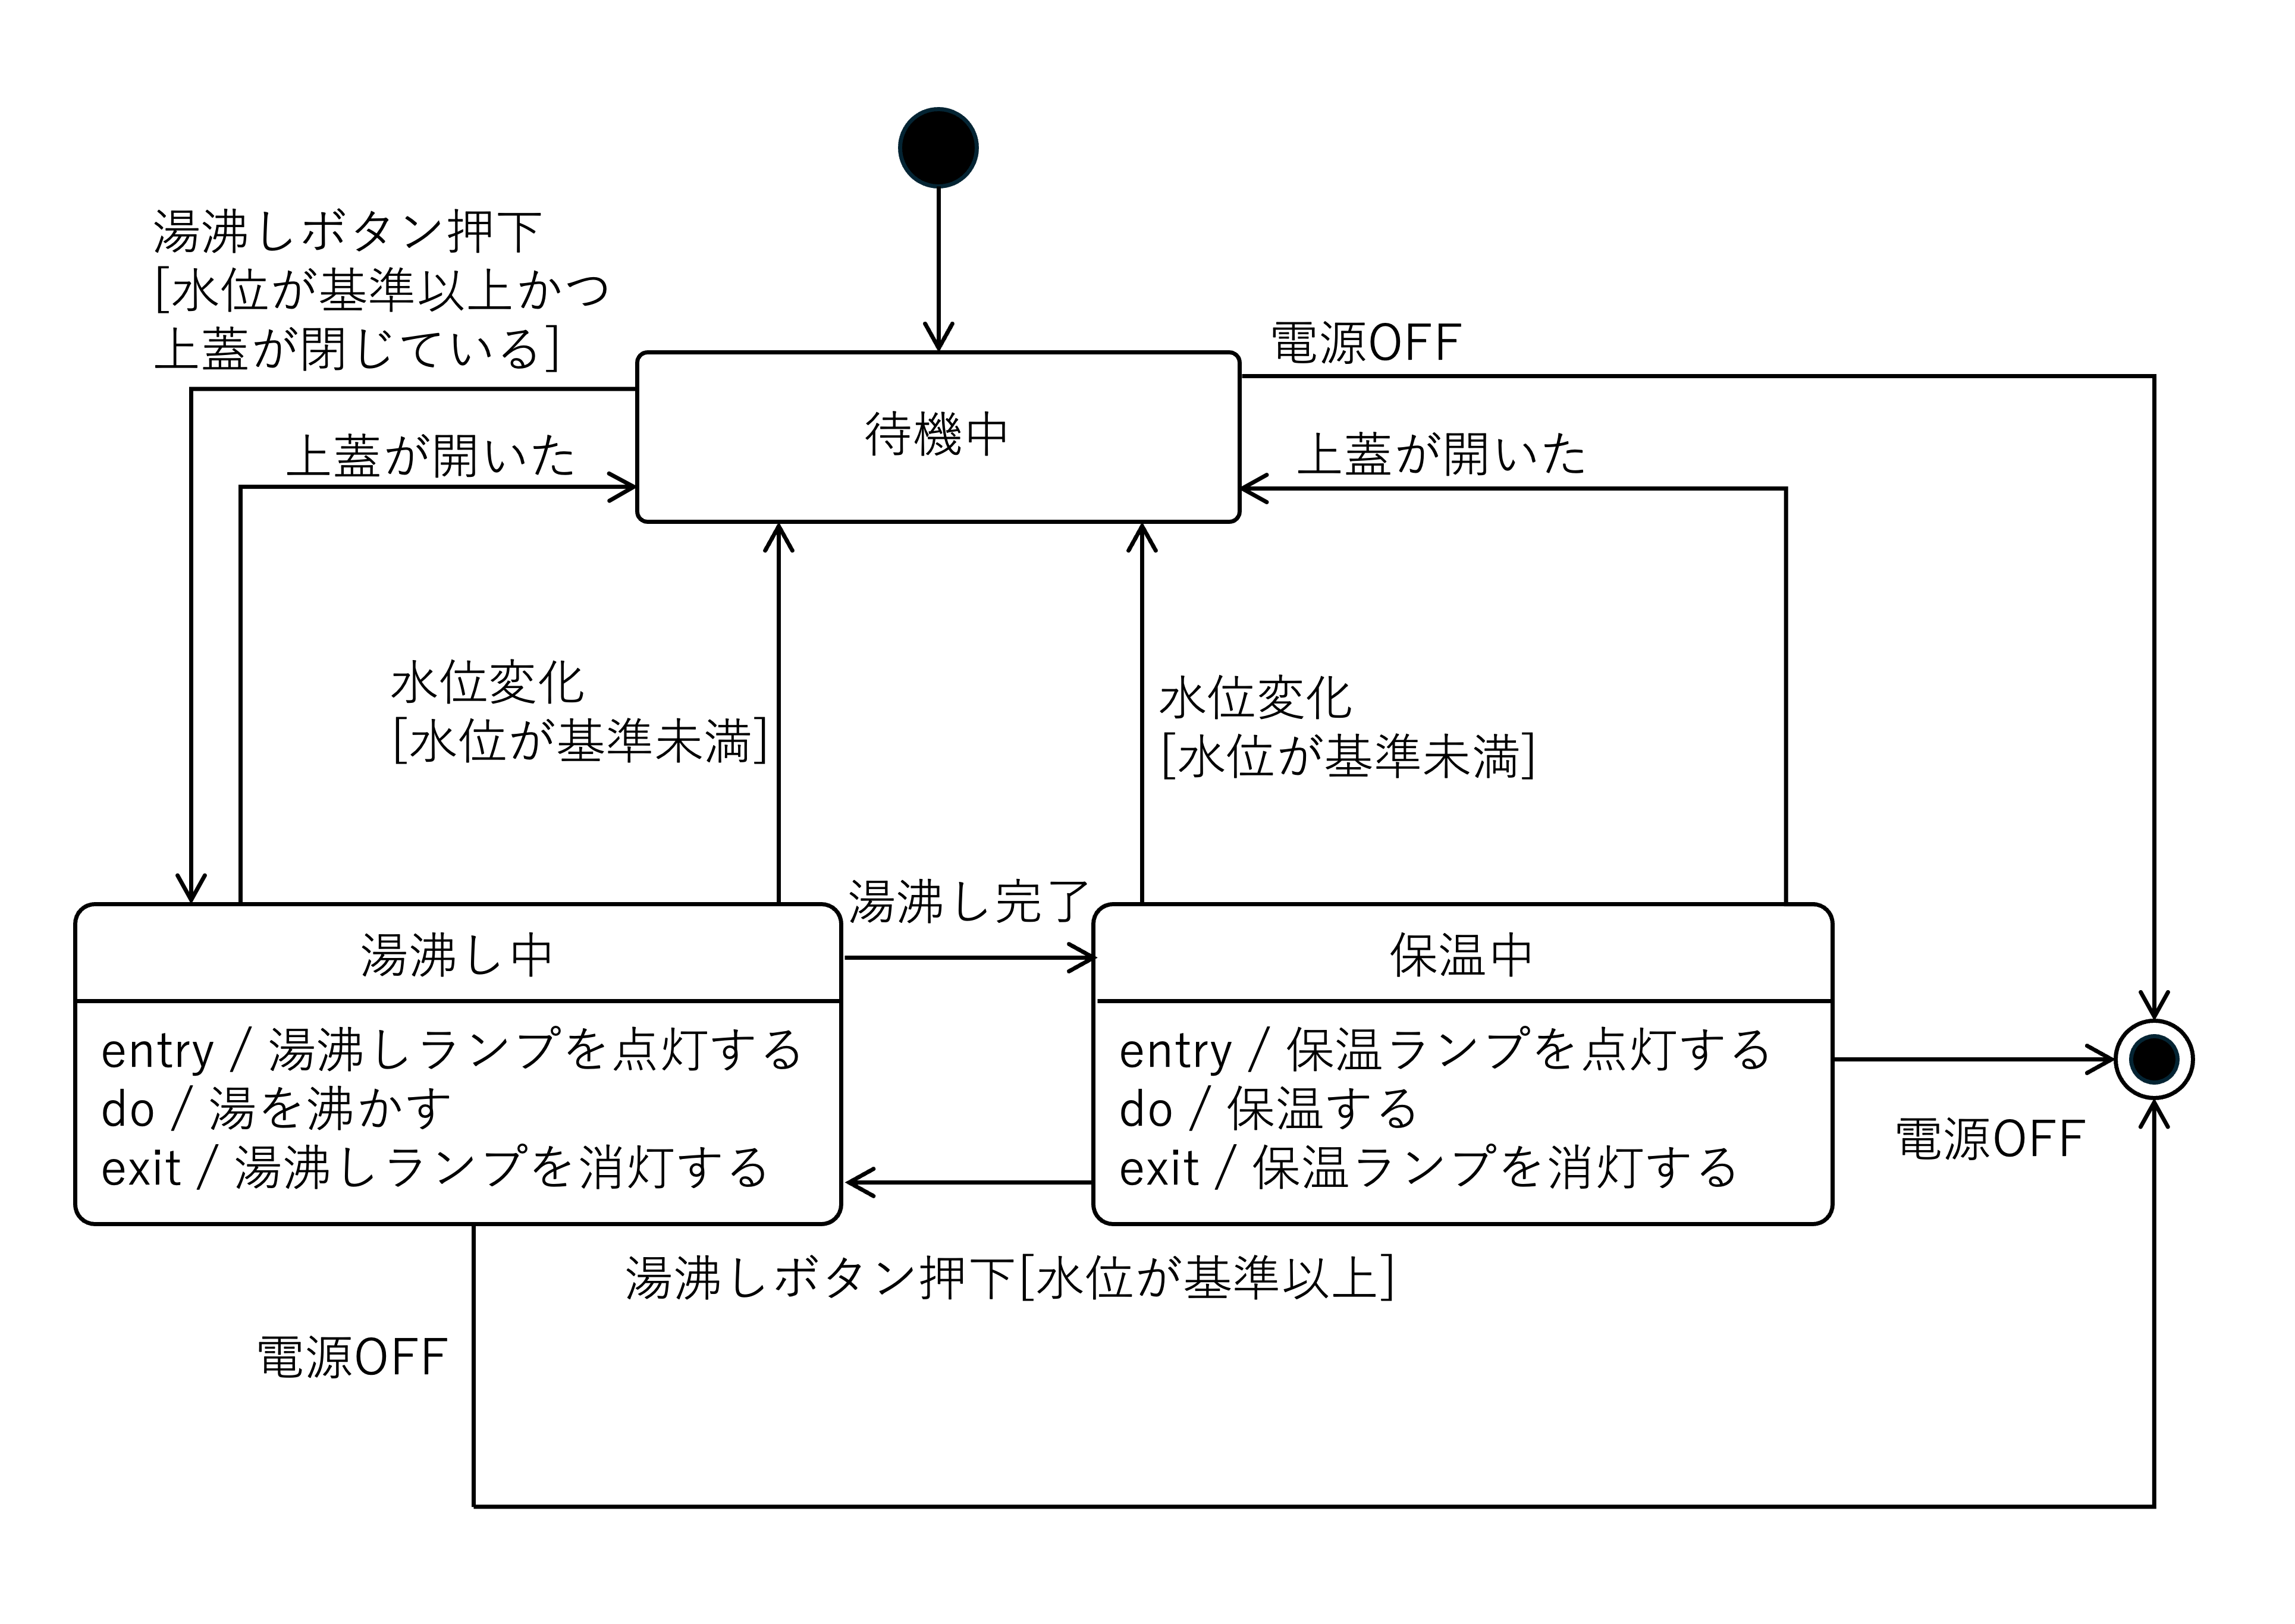 湯沸しボタン押下
[水位が基準以上かつ
上蓋が閉じている]
電源OFF
待機中
上蓋が開いた
上蓋が開いた
水位変化
[水位が基準未満]
水位変化
[水位が基準未満]
湯沸し完了
湯沸し中
entry / 湯沸しランプを点灯する
do / 湯を沸かす
exit / 湯沸しランプを消灯する
保温中
entry / 保温ランプを点灯する
do / 保温する
exit / 保温ランプを消灯する
電源OFF
湯沸しボタン押下[水位が基準以上]
電源OFF